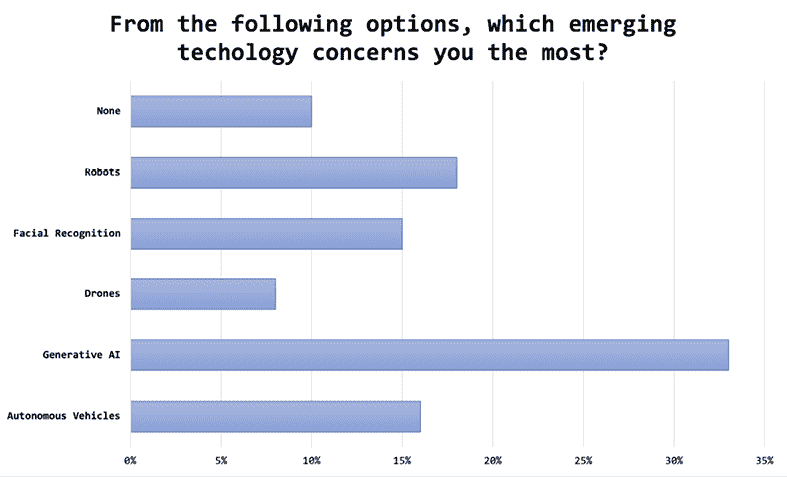 From the following options, which emerging
techology concerns you the most?
None
Robots
Facial Recognition
Drones
Generative AI
Autonomous Vehicles
0% 5% 10% 15% 20% 25% 30% 35%